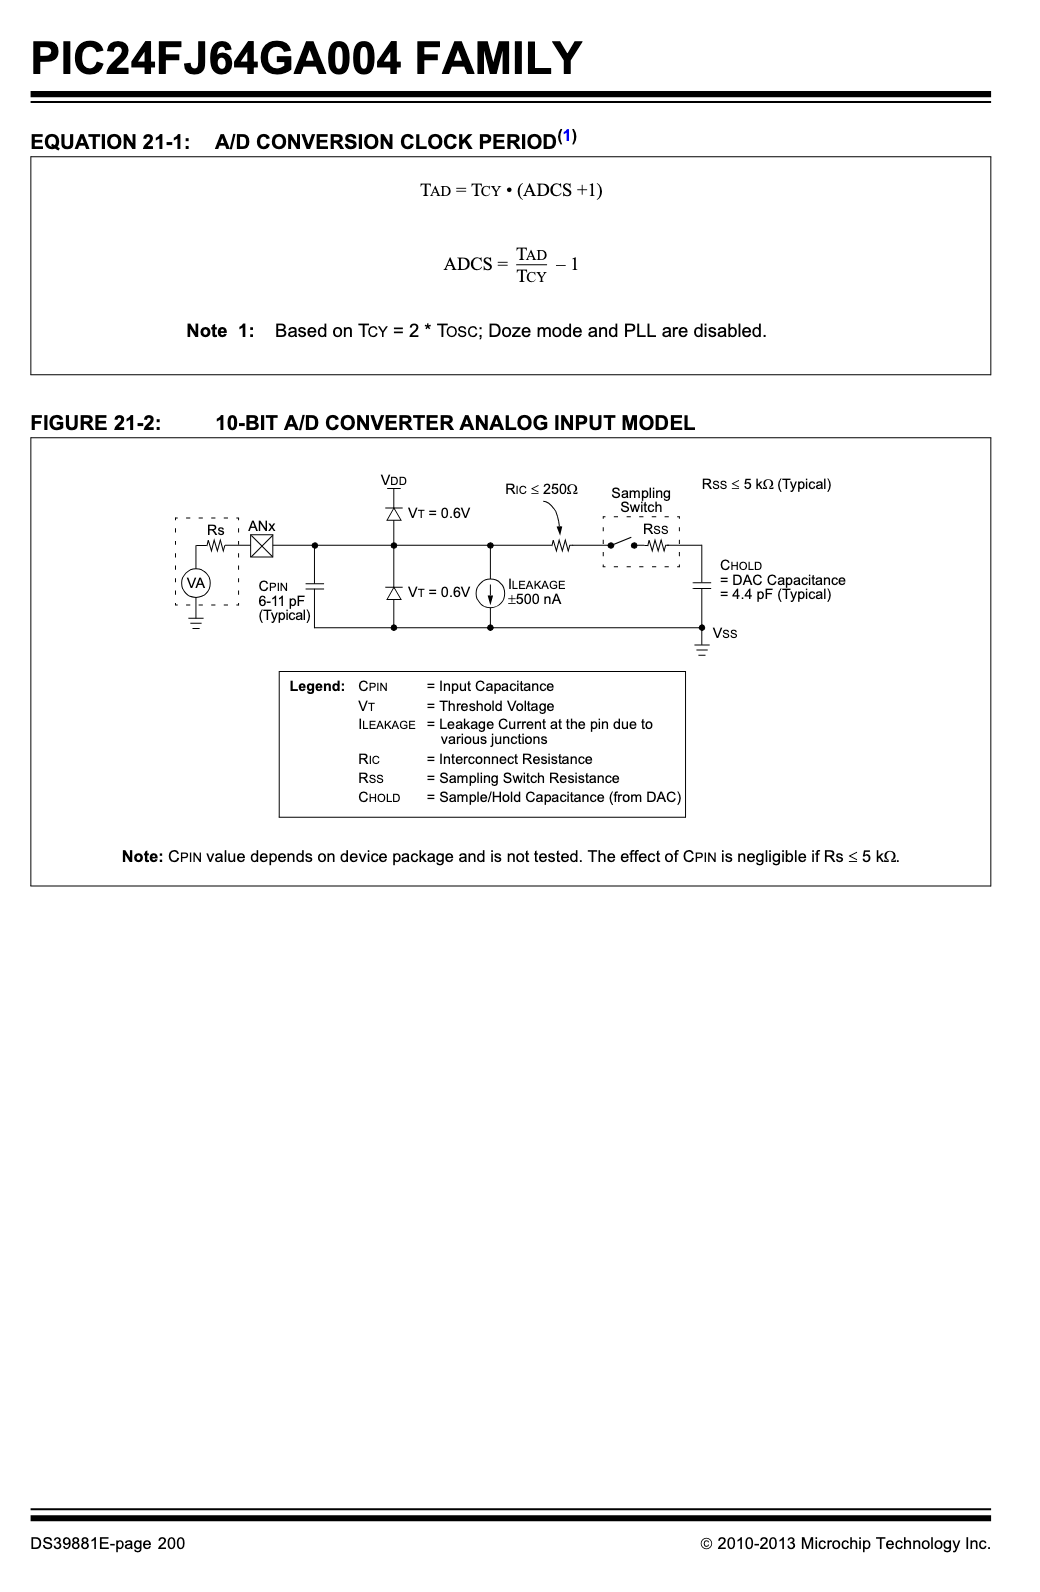 PIC24FJ64GA004 FAMILY
EQUATION 21-1: A/D CONVERSION CLOCK PERIOD(1)
TAD = TCY • (ADCS +1)
ADCS = TAD/TCY – 1
Note 1: Based on TCY = 2 * TOSC; Doze mode and PLL are disabled.
FIGURE 21-2: 10-BIT A/D CONVERTER ANALOG INPUT MODEL
VDD
RIC ≤ 250Ω
Sampling
Switch
RSS ≤ 5 kΩ (Typical)
VT = 0.6V
Rs
ANx
RSS
VA
CPIN
6-11 pF
(Typical)
VT = 0.6V
ILEAKAGE
±500 nA
CHOLD
= DAC Capacitance
= 4.4 pF (Typical)
VSS
Legend: CPIN = Input Capacitance
VT = Threshold Voltage
ILEAKAGE = Leakage Current at the pin due to
various junctions
RIC = Interconnect Resistance
RSS = Sampling Switch Resistance
CHOLD = Sample/Hold Capacitance (from DAC)
Note: CPIN value depends on device package and is not tested. The effect of CPIN is negligible if Rs ≤ 5 kΩ.
DS39881E-page 200
© 2010-2013 Microchip Technology Inc.